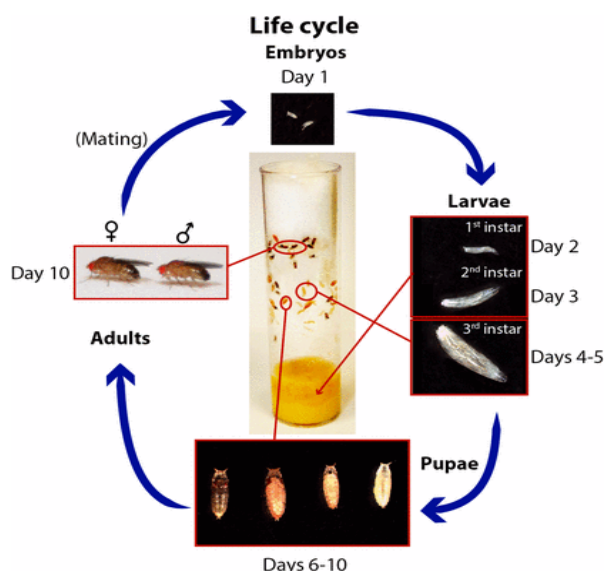 Life cycle
Embryos
Day 1
(Mating)
Larvae
1st instar
Day 2
2nd instar
Day 3
3rd instar
Days 4-5
♀ ♂
Day 10
Adults
Pupae
Days 6-10